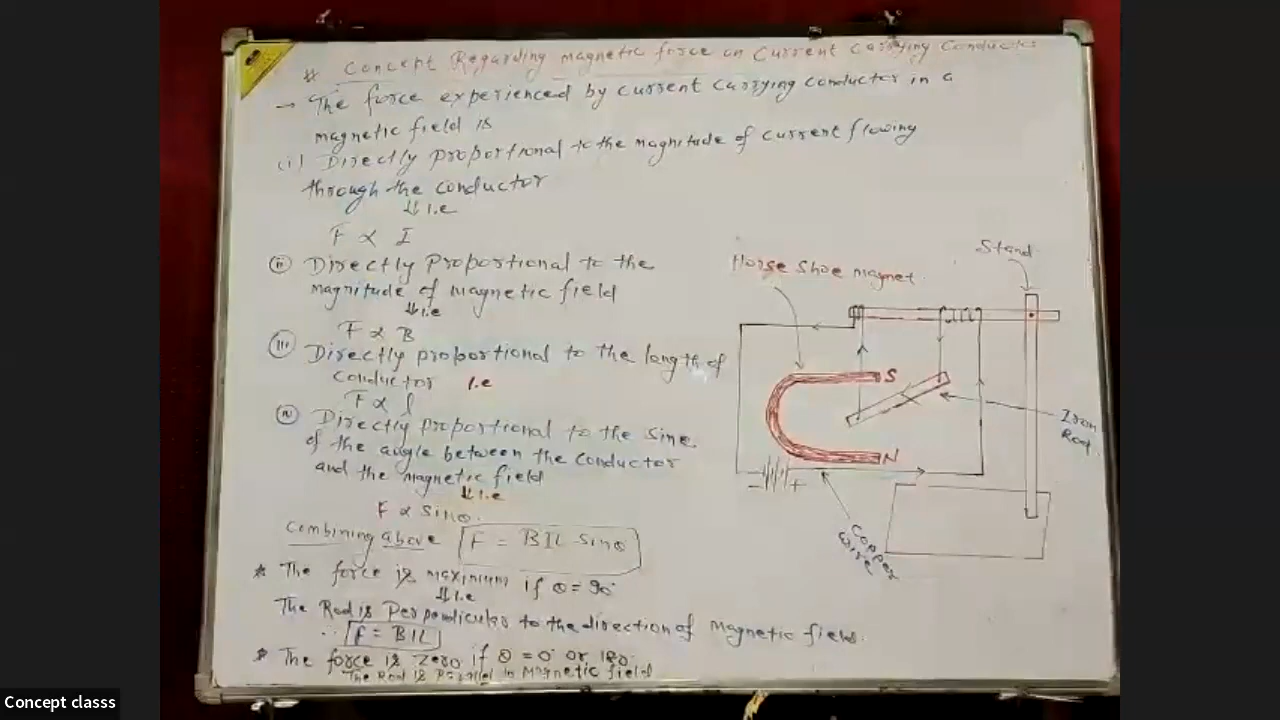 # Concept Regarding magnetic force on Current Carrying Conductor
→ The force experienced by current carrying conductor in a
magnetic field is
(i) Directly proportional to the magnitude of current flowing
through the conductor
⇓ i.e
F ∝ I
(ii) Directly proportional to the
magnitude of magnetic field
⇓ i.e
F ∝ B
(iii) Directly proportional to the length of
conductor i.e
F ∝ l
(iv) Directly proportional to the sine
of the angle between the conductor
and the magnetic field
⇓ i.e
F ∝ sinθ.
Combining above F = BIL sinθ
* The force is maximum if θ = 90°
⇓ i.e
The Rod is Perpendicular to the direction of Magnetic field.
∴ F = BIL
* The force is zero if θ = 0° or 180°
The Rod is Parallel to Magnetic field
Stand
Horse Shoe magnet
S
N
Iron
Rod
- +
Copper
wire
Concept classs